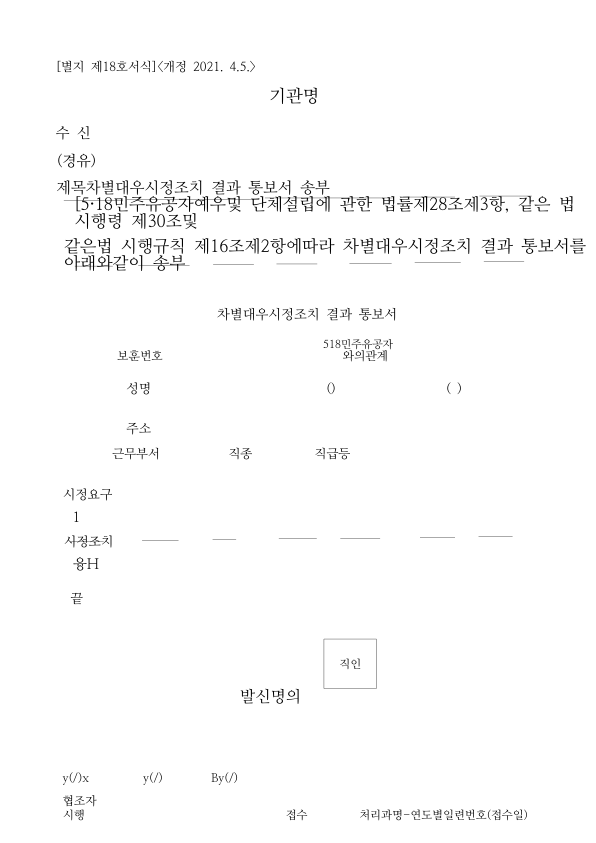 [별지 제18호서식]<개정 2021. 4.5.>
기관명
수 신
(경유)
제목차별대우시정조치 결과 통보서 송부
[5·18민주유공자예우및 단체설립에 관한 법률제28조제3항, 같은 법
시행령 제30조및
같은법 시행규칙 제16조제2항에따라 차별대우시정조치 결과 통보서를
아래와같이 송부
차별대우시정조치 결과 통보서
518민주유공자
보훈번호 와의관계
성명 () ( )
주소
근무부서 직종 직급등
시정요구
1
사정조치
융H
끝
직인
발신명의
y(/)x y(/) By(/)
협조자
시행 접수 처리과명-연도별일련번호(접수일)